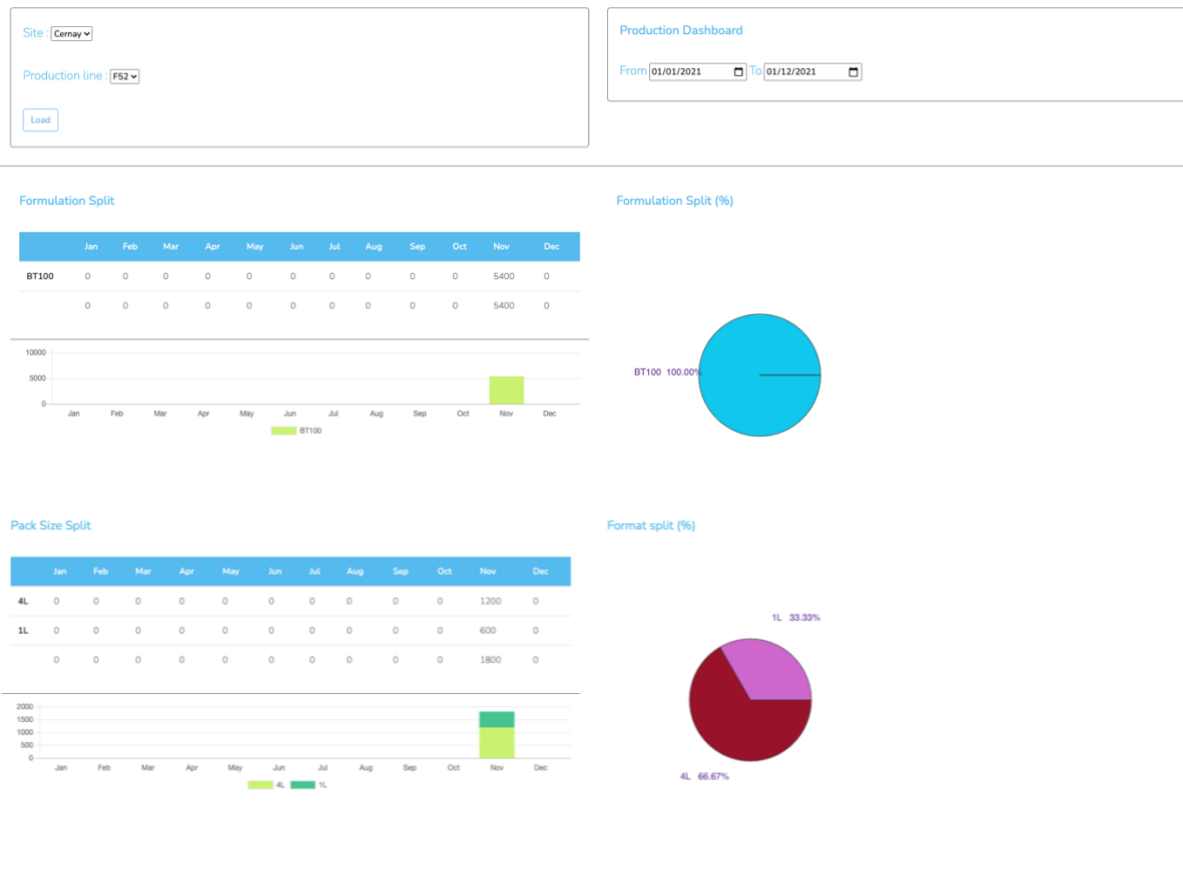 Site : Cernay
Production line : F52
Load
Production Dashboard
From 01/01/2021 To 01/12/2021
Formulation Split
Jan Feb Mar Apr May Jun Jul Aug Sep Oct Nov Dec
BT100 0 0 0 0 0 0 0 0 0 0 5400 0
0 0 0 0 0 0 0 0 0 0 5400 0
10000
5000
0
Jan Feb Mar Apr May Jun Jul Aug Sep Oct Nov Dec
BT100
Formulation Split (%)
BT100 100.00%
Pack Size Split
Jan Feb Mar Apr May Jun Jul Aug Sep Oct Nov Dec
4L 0 0 0 0 0 0 0 0 0 0 1200 0
1L 0 0 0 0 0 0 0 0 0 0 600 0
0 0 0 0 0 0 0 0 0 0 1800 0
2000
1500
1000
500
0
Jan Feb Mar Apr May Jun Jul Aug Sep Oct Nov Dec
4L 1L
Format split (%)
1L 33.33%
4L 66.67%